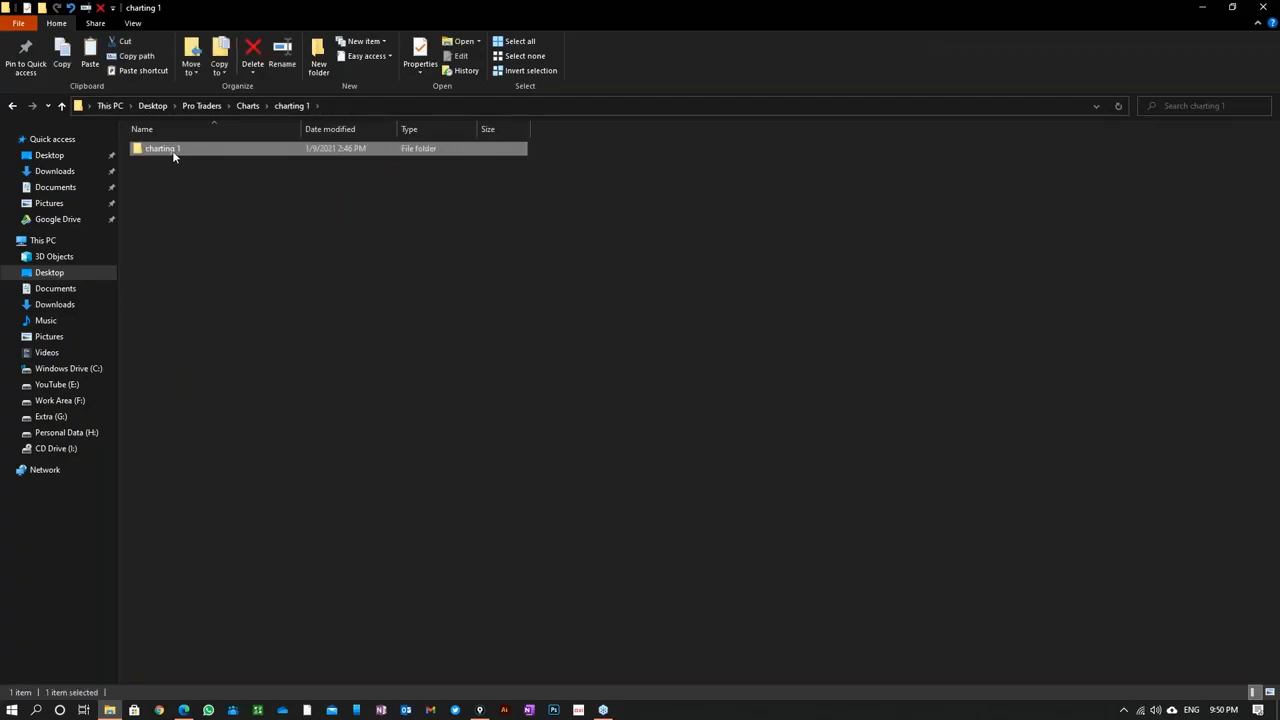 charting 1
File
Home
Share
View
Pin to Quick access
Copy
Paste
Cut
Copy path
Paste shortcut
Clipboard
Move to
Copy to
Delete
Rename
Organize
New folder
New item
Easy access
New
Properties
Open
Edit
History
Open
Select all
Select none
Invert selection
Select
This PC
Desktop
Pro Traders
Charts
charting 1
Search charting 1
Name
Date modified
Type
Size
charting 1
1/9/2021 2:46 PM
File folder
Quick access
Desktop
Downloads
Documents
Pictures
Google Drive
This PC
3D Objects
Desktop
Documents
Downloads
Music
Pictures
Videos
Windows Drive (C:)
YouTube (E:)
Work Area (F:)
Extra (G:)
Personal Data (H:)
CD Drive (I:)
Network
1 item
1 item selected
ENG
9:50 PM